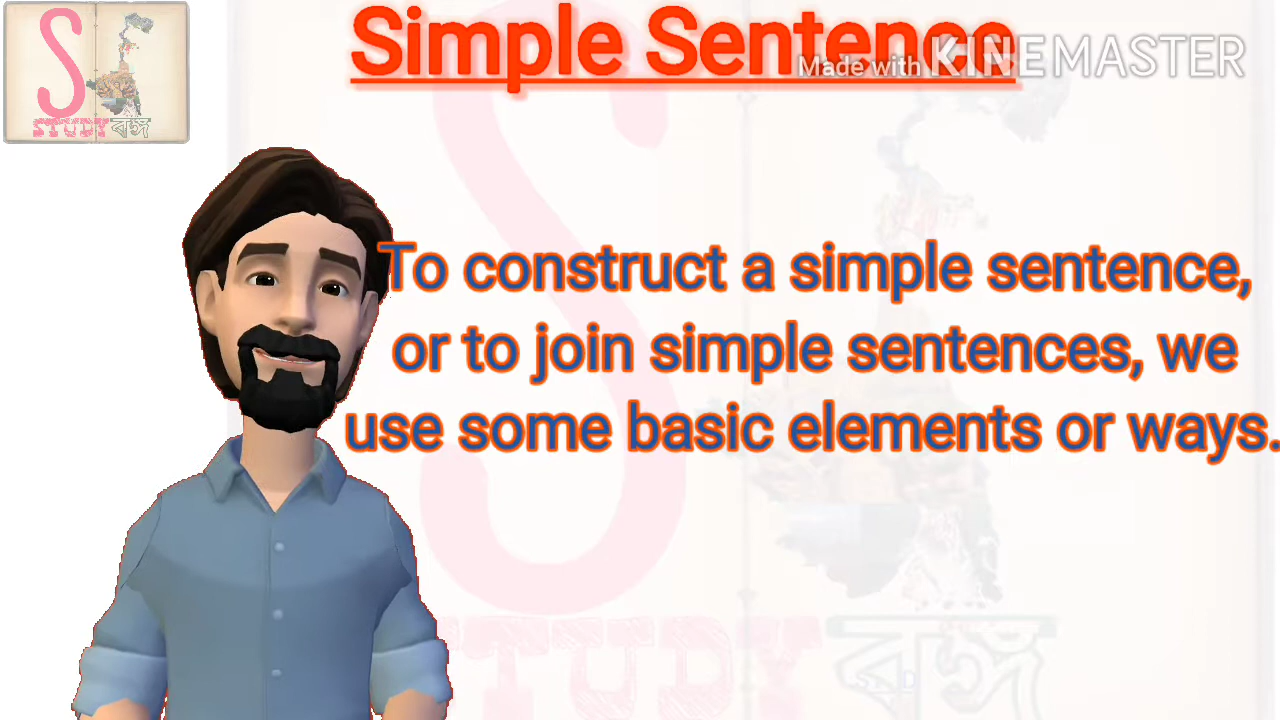 S
STUDYবঙ্গ
Simple Sentence
Made with KINEMASTER
To construct a simple sentence,
or to join simple sentences, we
use some basic elements or ways.
S
STUDY বঙ্গ